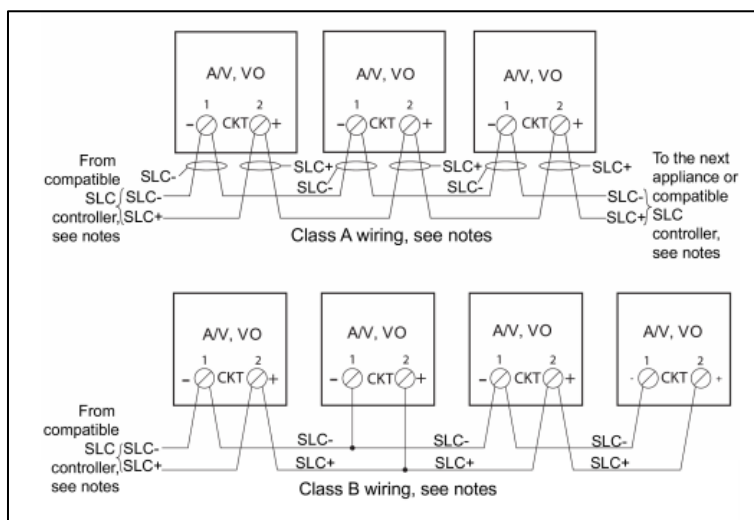 A/V, VO A/V, VO A/V, VO
1 2 1 2 1 2
- CKT + - CKT + - CKT +
From
compatible
SLC
controller,
see notes
SLC- SLC+ SLC+ SLC+
SLC- SLC- SLC-
SLC- SLC-
SLC+ SLC+
To the next
appliance or
compatible
SLC
controller,
see notes
Class A wiring, see notes
A/V, VO A/V, VO A/V, VO A/V, VO
1 2 1 2 1 2 1 2
- CKT + - CKT + - CKT + - CKT +
From
compatible
SLC
controller,
see notes
SLC- SLC- SLC- SLC-
SLC+ SLC+ SLC+ SLC+
Class B wiring, see notes